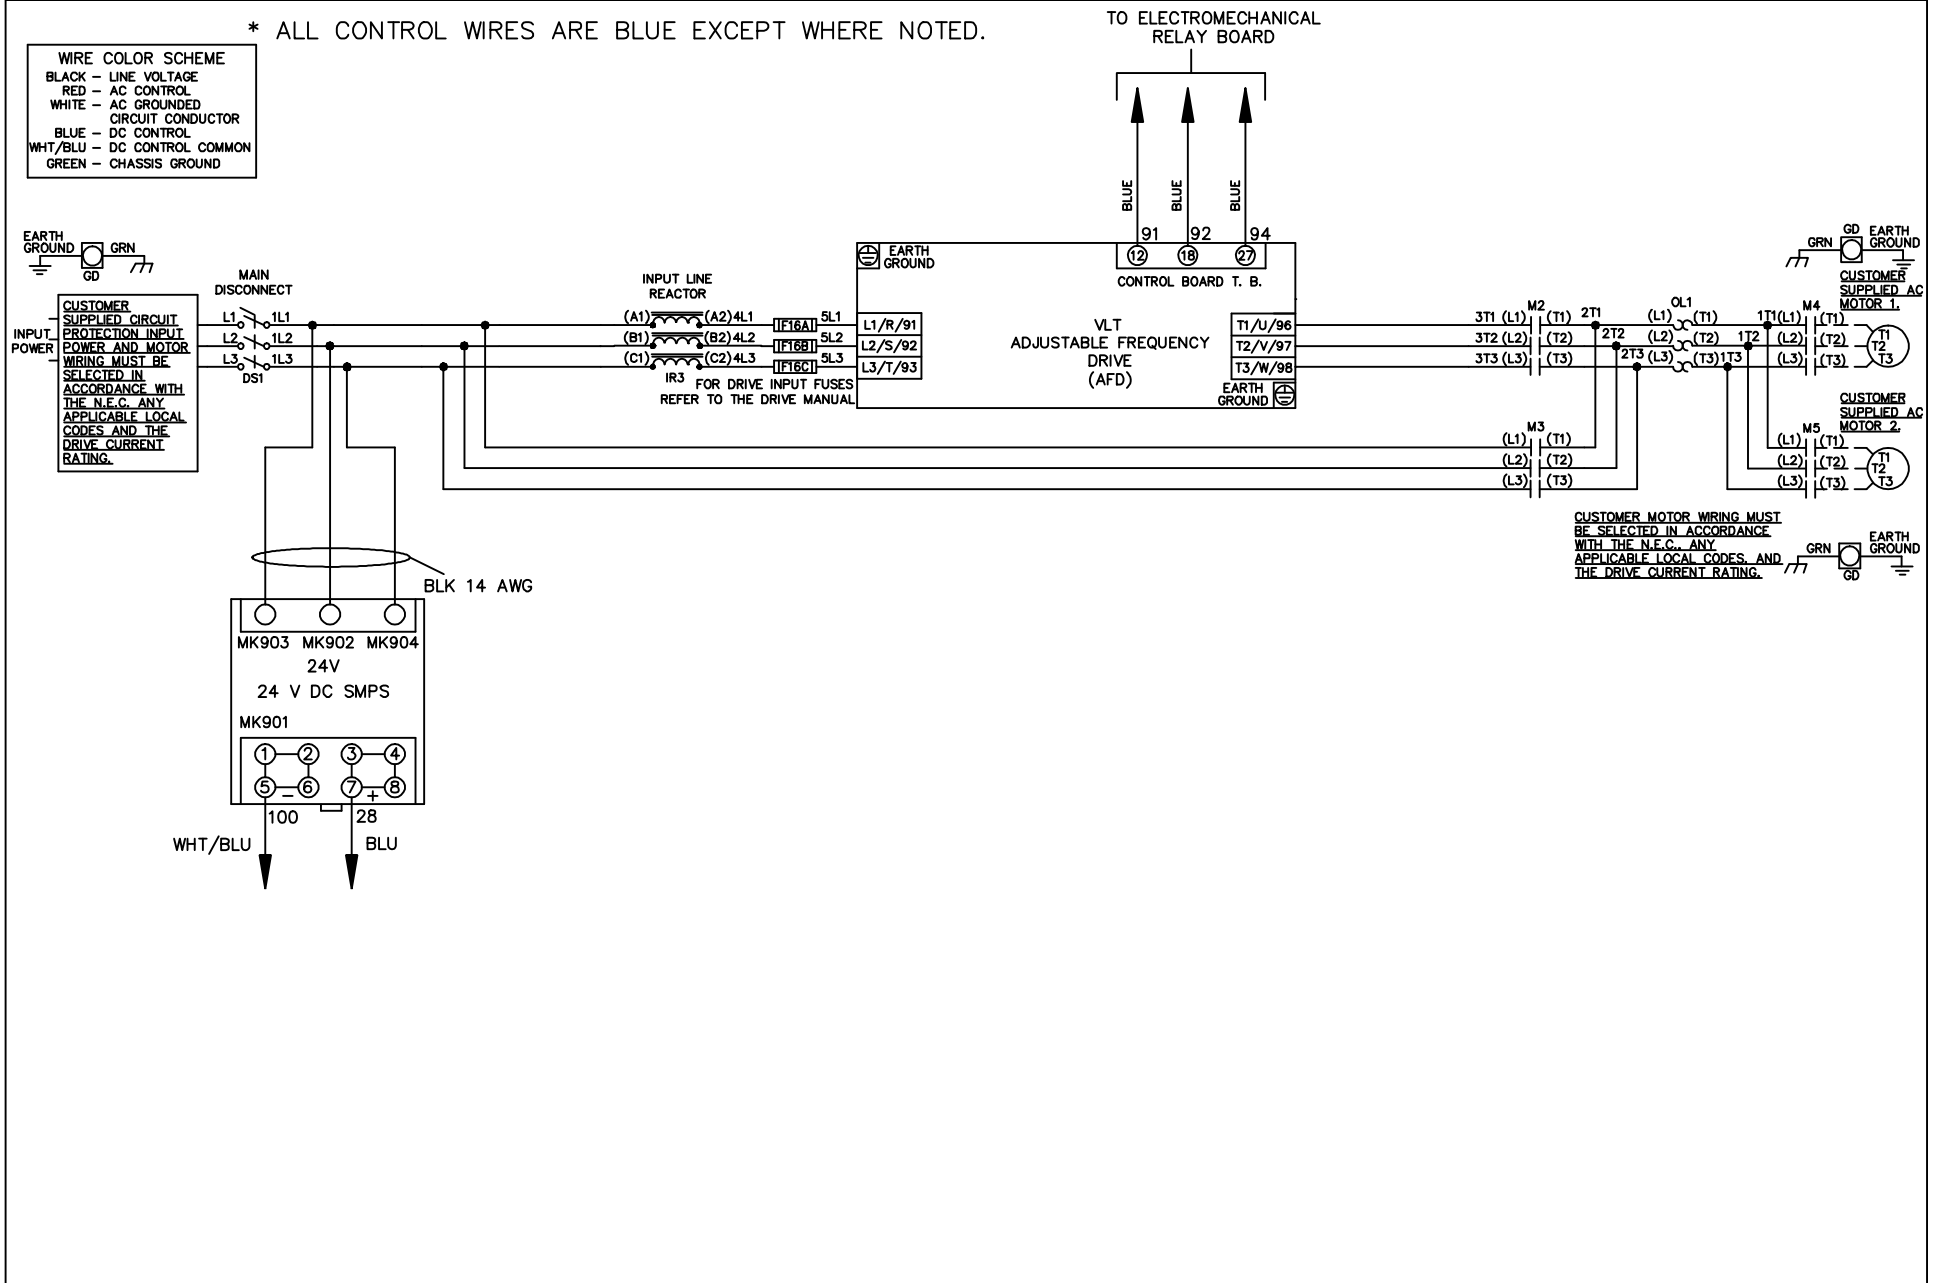 * ALL CONTROL WIRES ARE BLUE EXCEPT WHERE NOTED.
WIRE COLOR SCHEME
BLACK – LINE VOLTAGE
RED – AC CONTROL
WHITE – AC GROUNDED
CIRCUIT CONDUCTOR
BLUE – DC CONTROL
WHT/BLU – DC CONTROL COMMON
GREEN – CHASSIS GROUND
TO ELECTROMECHANICAL
RELAY BOARD
BLUE
BLUE
BLUE
91 92 94
12 18 27
CONTROL BOARD T. B.
EARTH
GROUND
GRN
GD
INPUT
POWER
CUSTOMER
SUPPLIED CIRCUIT
PROTECTION INPUT
POWER AND MOTOR
WIRING MUST BE
SELECTED IN
ACCORDANCE WITH
THE N.E.C. ANY
APPLICABLE LOCAL
CODES AND THE
DRIVE CURRENT
RATING.
MAIN
DISCONNECT
L1 1L1
L2 1L2
L3 1L3
DS1
INPUT LINE
REACTOR
(A1) (A2) 4L1 F16A 5L1
(B1) (B2) 4L2 F16B 5L2
(C1) (C2) 4L3 F16C 5L3
IR3
FOR DRIVE INPUT FUSES
REFER TO THE DRIVE MANUAL
EARTH
GROUND
L1/R/91
L2/S/92
L3/T/93
VLT
ADJUSTABLE FREQUENCY
DRIVE
(AFD)
T1/U/96
T2/V/97
T3/W/98
EARTH
GROUND
M2
3T1 (L1) (T1) 2T1
3T2 (L2) (T2) 2T2
3T3 (L3) (T3) 2T3
OL1
(L1) (T1) 1T1
(L2) (T2) 1T2
(L3) (T3) 1T3
M4
(L1) (T1)
(L2) (T2)
(L3) (T3)
T1
T2
T3
GRN
GD
EARTH
GROUND
CUSTOMER
SUPPLIED AC
MOTOR 1.
M3
(L1) (T1)
(L2) (T2)
(L3) (T3)
CUSTOMER
SUPPLIED AC
MOTOR 2.
M5
(L1) (T1)
(L2) (T2)
(L3) (T3)
T1
T2
T3
CUSTOMER MOTOR WIRING MUST
BE SELECTED IN ACCORDANCE
WITH THE N.E.C., ANY
APPLICABLE LOCAL CODES, AND
THE DRIVE CURRENT RATING.
GRN
GD
EARTH
GROUND
BLK 14 AWG
MK903 MK902 MK904
24V
24 V DC SMPS
MK901
1 2 3 4
5 – 6 7 + 8
100 28
WHT/BLU BLU